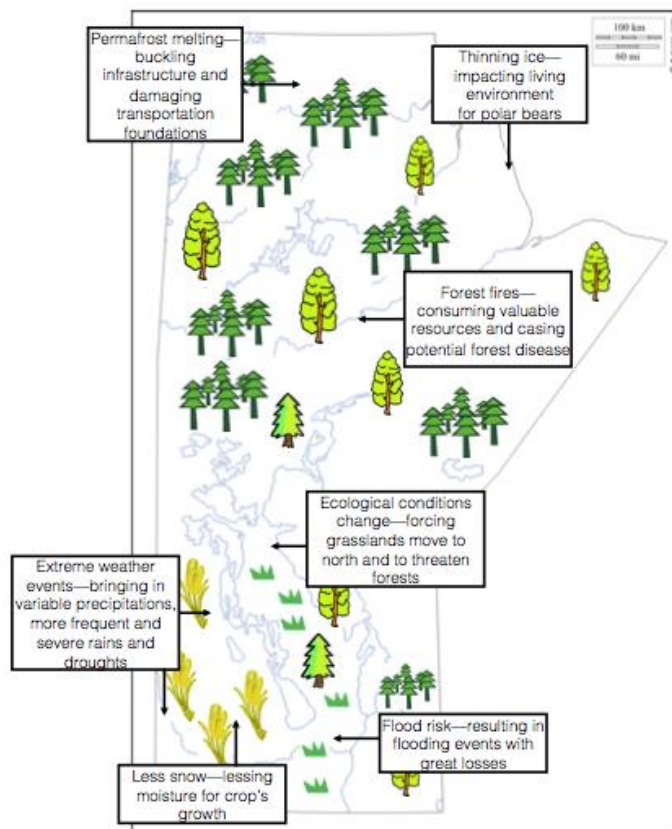 Permafrost melting—
buckling
infrastructure and
damaging
transportation
foundations
100 km
60 mi
Thinning ice—
impacting living
environment
for polar bears
Forest fires—
consuming valuable
resources and casing
potential forest disease
Ecological conditions
change—forcing
grasslands move to
north and to threaten
forests
Extreme weather
events—bringing in
variable precipitations,
more frequent and
severe rains and
droughts
Flood risk—resulting in
flooding events with
great losses
Less snow—lessing
moisture for crop's
growth